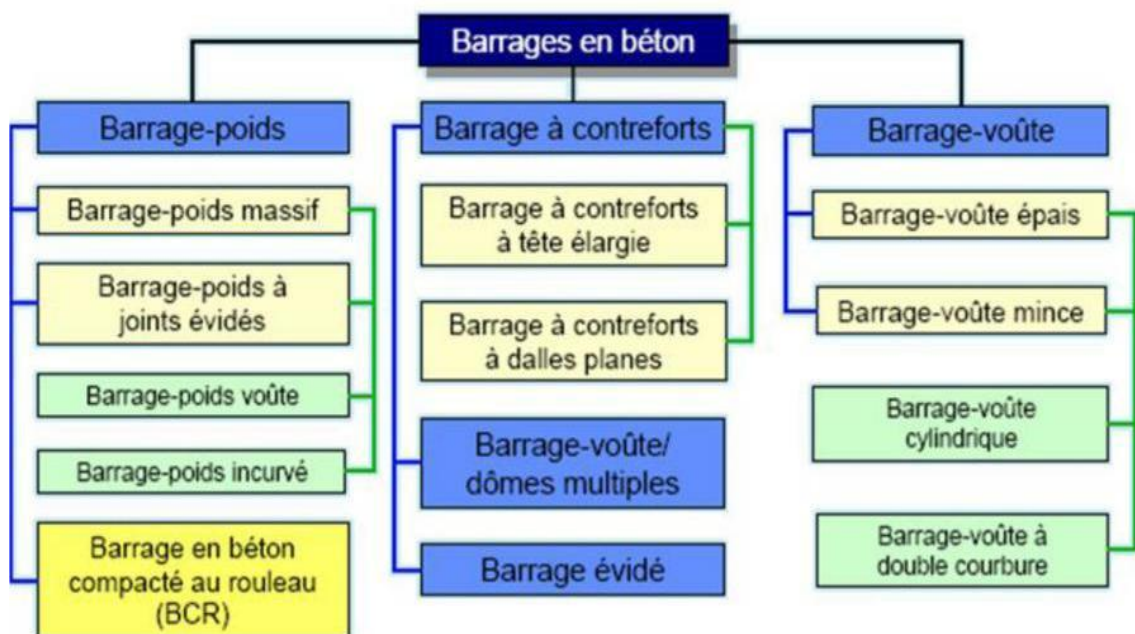 Barrages en béton
Barrage-poids
Barrage-poids massif
Barrage-poids à
joints évidés
Barrage-poids voûte
Barrage-poids incurvé
Barrage en béton
compacté au rouleau
(BCR)
Barrage à contreforts
Barrage à contreforts
à tête élargie
Barrage à contreforts
à dalles planes
Barrage-voûte/
dômes multiples
Barrage évidé
Barrage-voûte
Barrage-voûte épais
Barrage-voûte mince
Barrage-voûte
cylindrique
Barrage-voûte à
double courbure